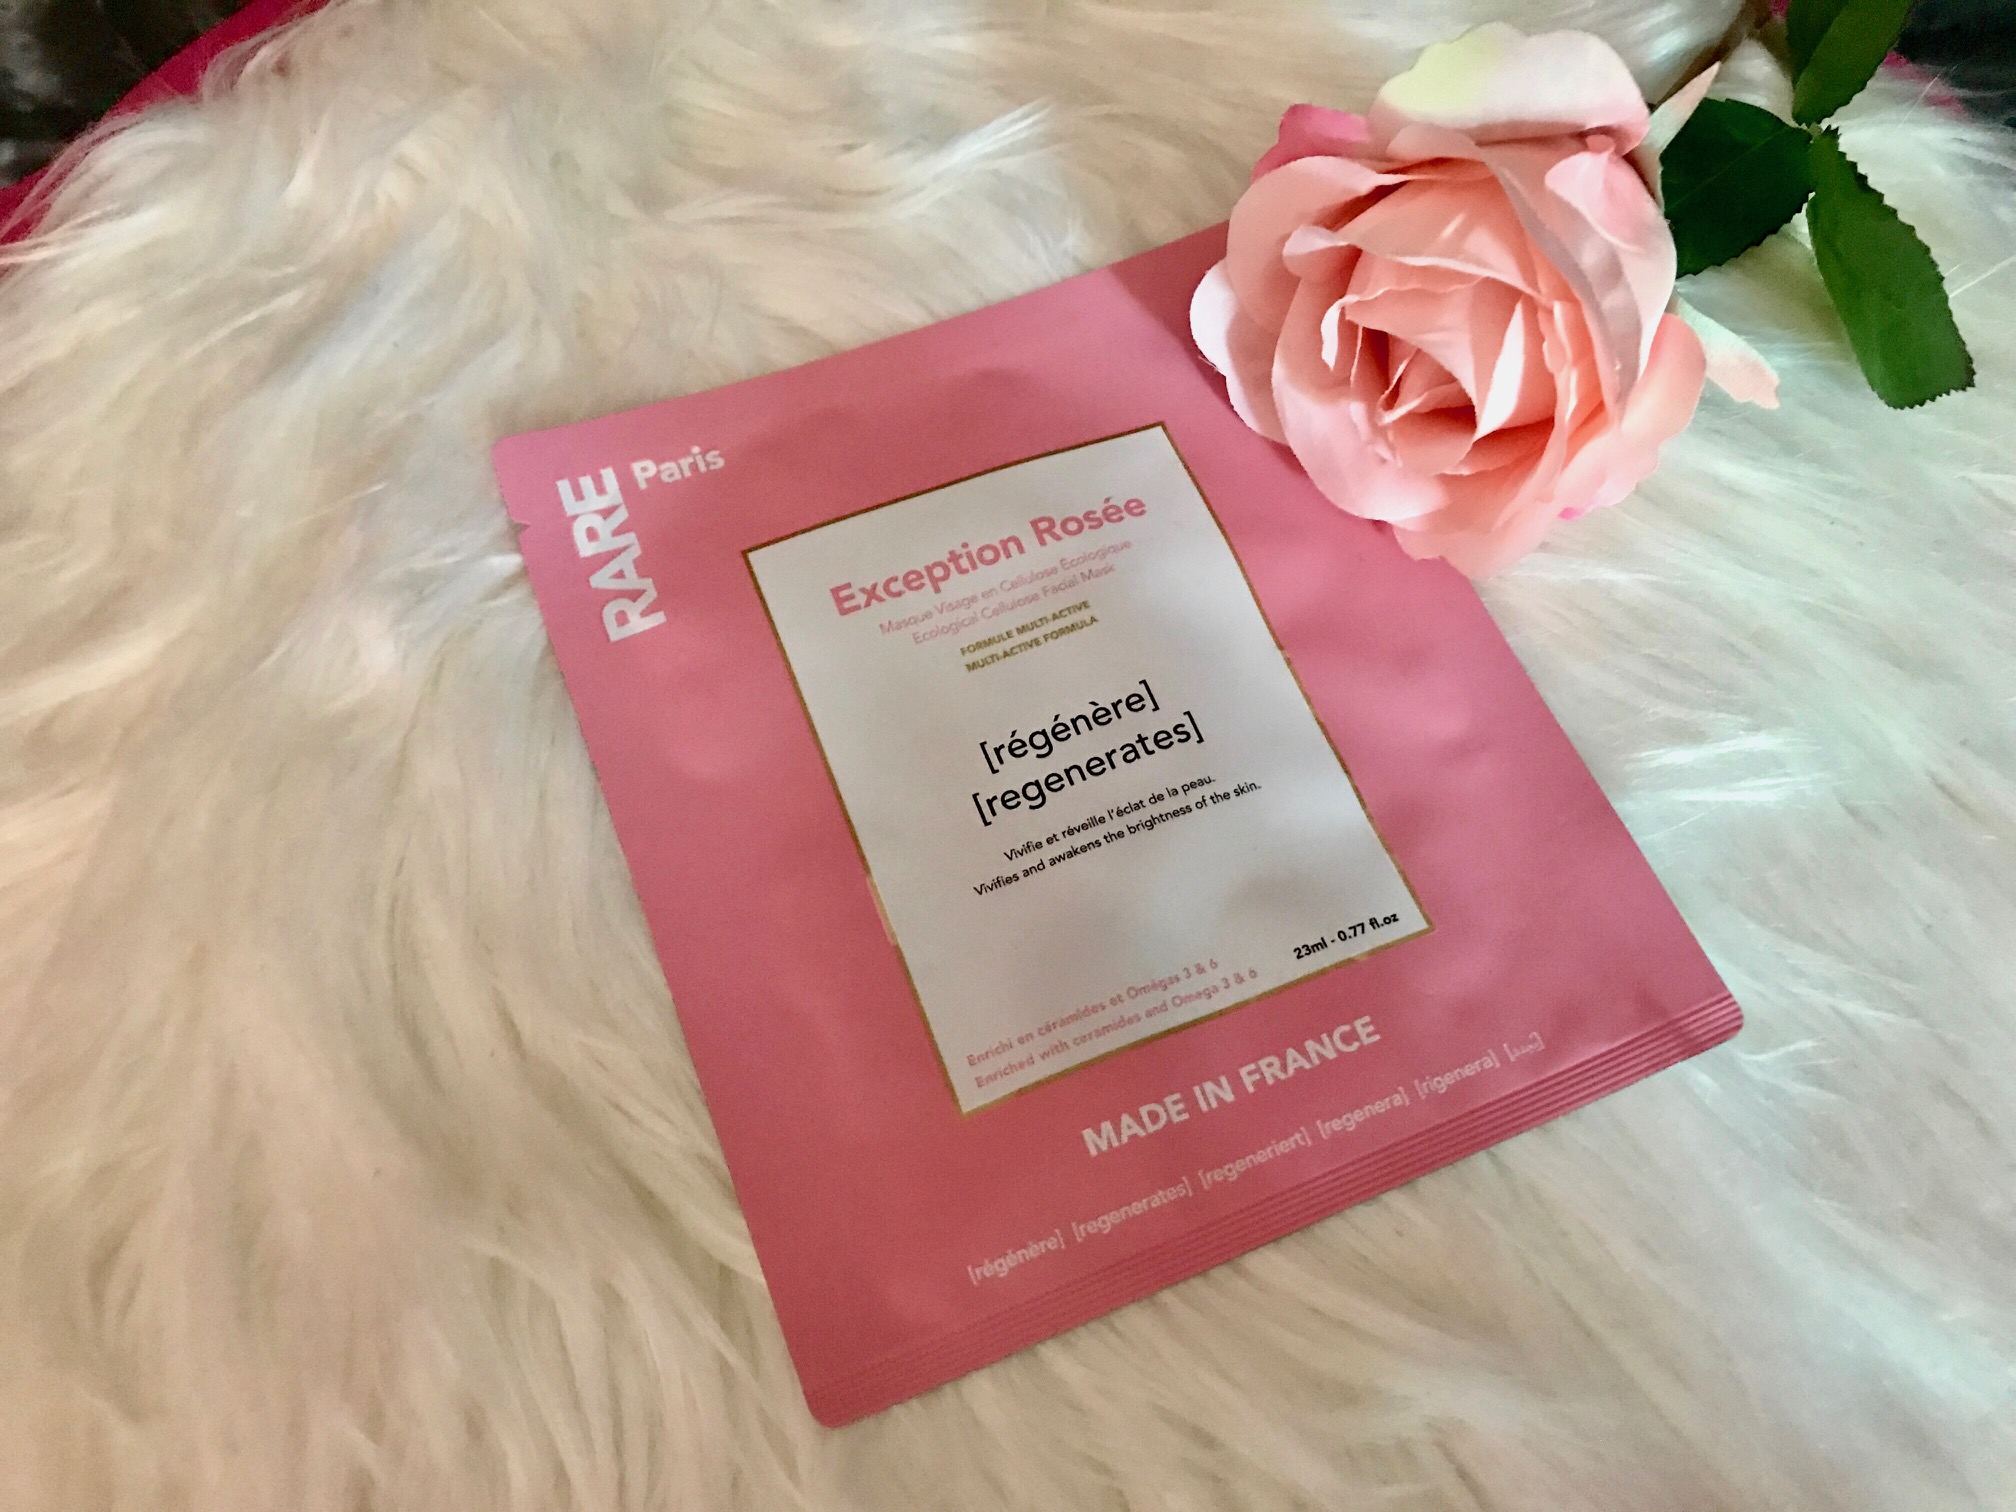 RARE Paris
Exception Rosée
Masque Visage en Cellulose Écologique
Ecological Cellulose Facial Mask
FORMULE MULTI-ACTIVE
MULTI-ACTIVE FORMULA
[régénère]
[regenerates]
Vivifie et réveille l'éclat de la peau.
Vivifies and awakens the brightness of the skin.
23ml - 0.77 fl.oz
Enrichi en céramides et Omégas 3 & 6
Enriched with ceramides and Omega 3 & 6
MADE IN FRANCE
[régénère] [regenerates] [regeneriert] [regenera] [rigenera]